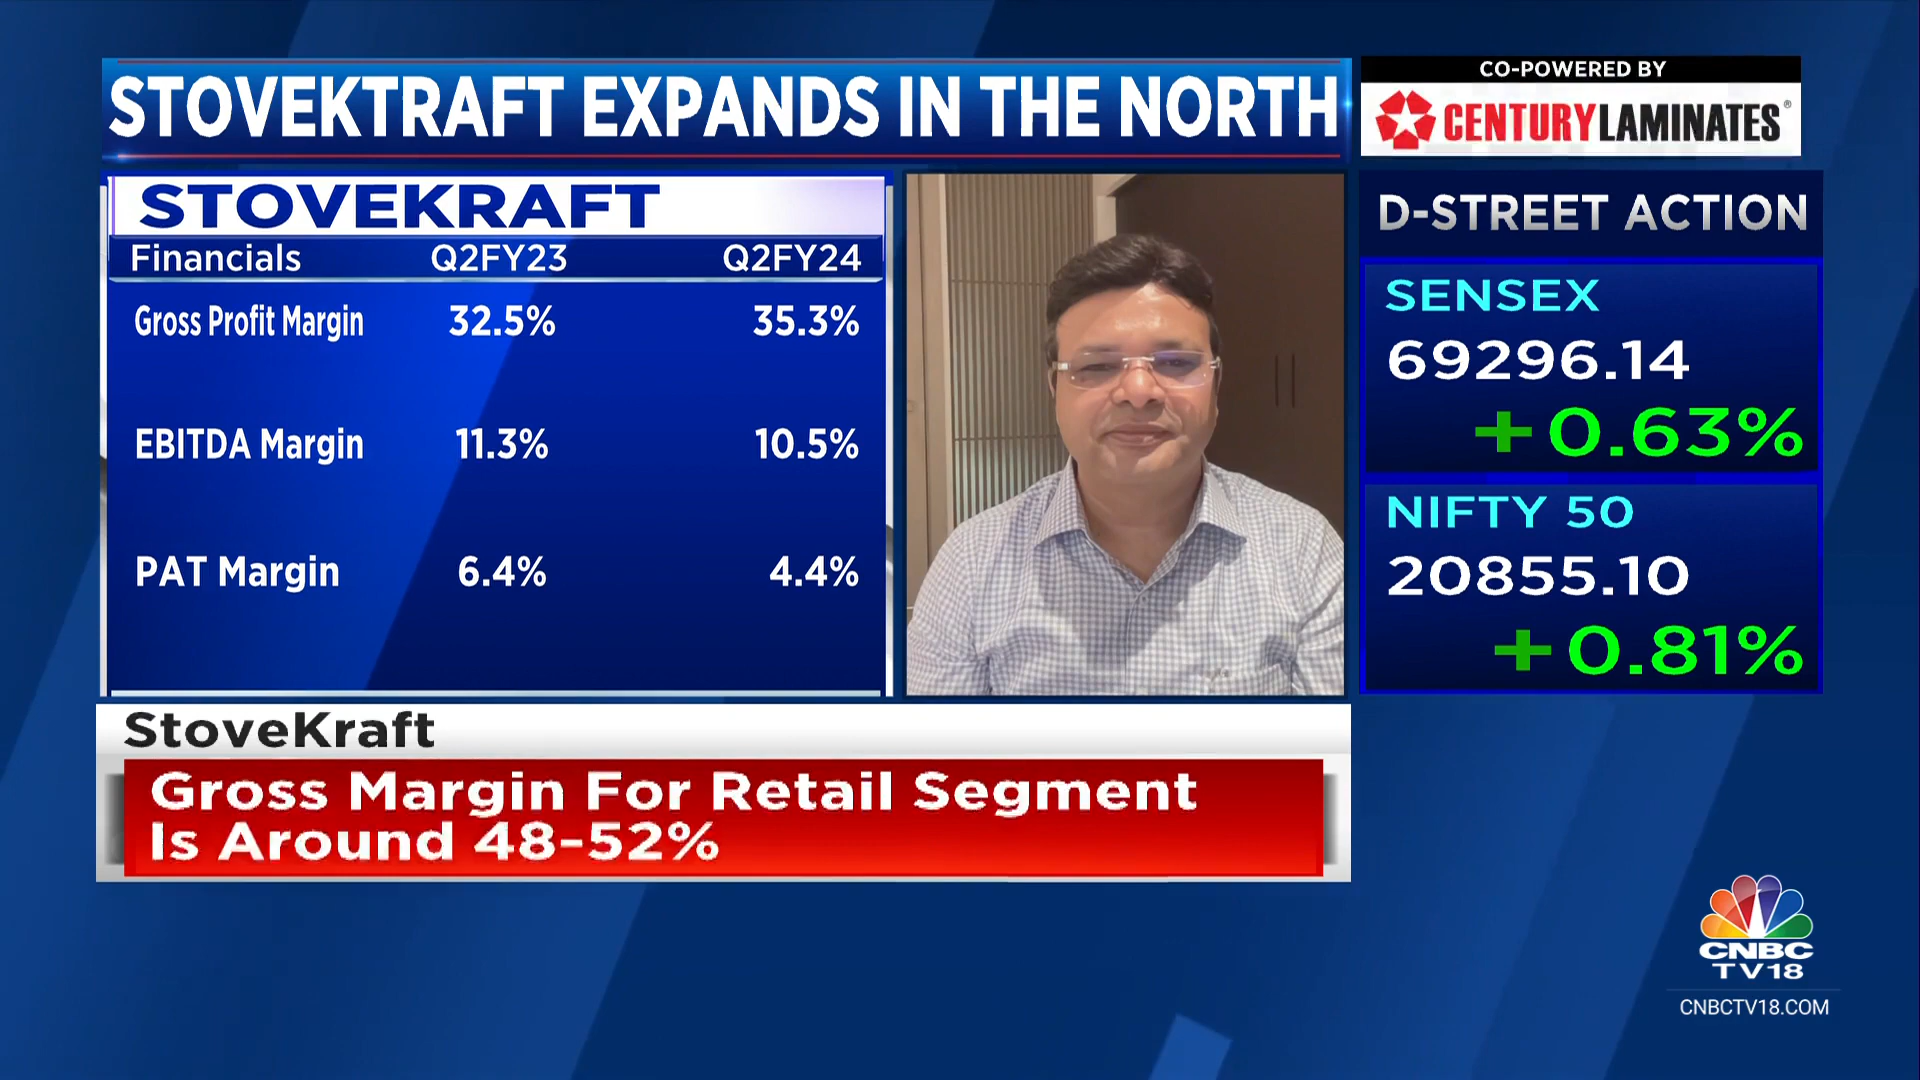 STOVEKTRAFT EXPANDS IN THE NORTH
CO-POWERED BY
CENTURYLAMINATES®
STOVEKRAFT
Financials Q2FY23 Q2FY24
Gross Profit Margin 32.5% 35.3%
EBITDA Margin 11.3% 10.5%
PAT Margin 6.4% 4.4%
D-STREET ACTION
SENSEX
69296.14
+0.63%
NIFTY 50
20855.10
+0.81%
StoveKraft
Gross Margin For Retail Segment
Is Around 48-52%
CNBC
TV18
CNBCTV18.COM